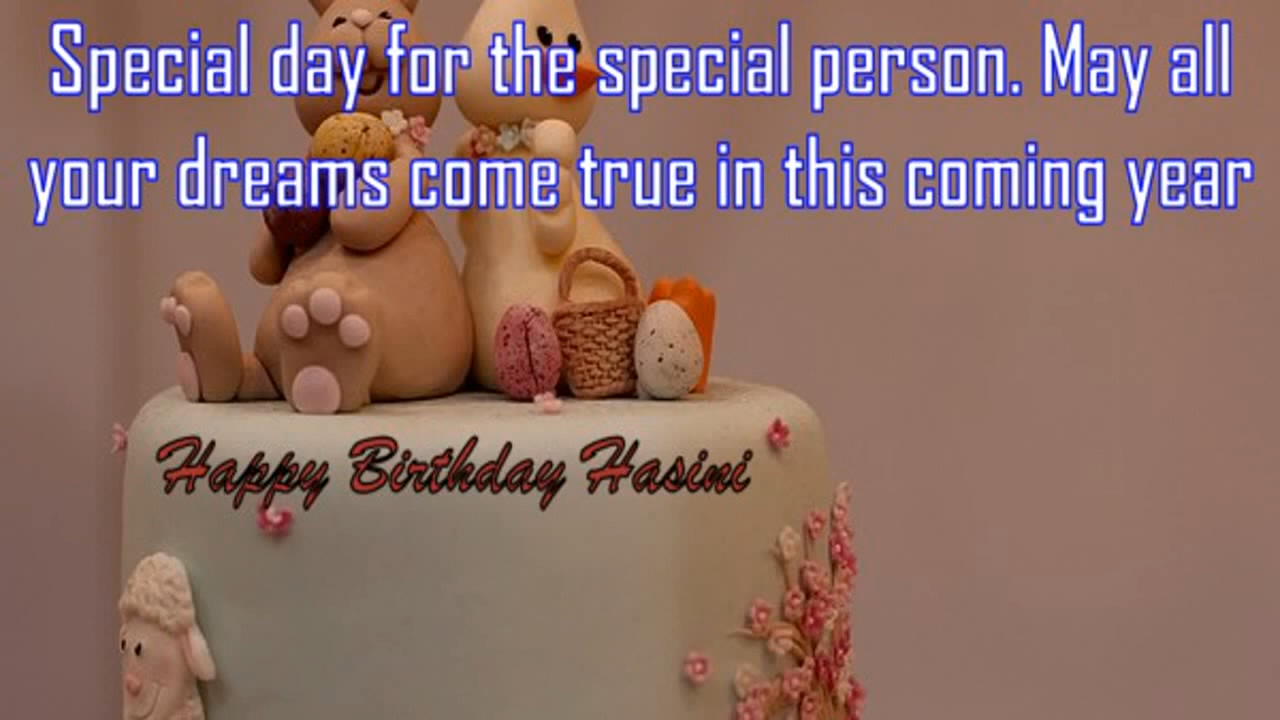 Special day for the special person. May all
your dreams come true in this coming year
Happy Birthday Hasini